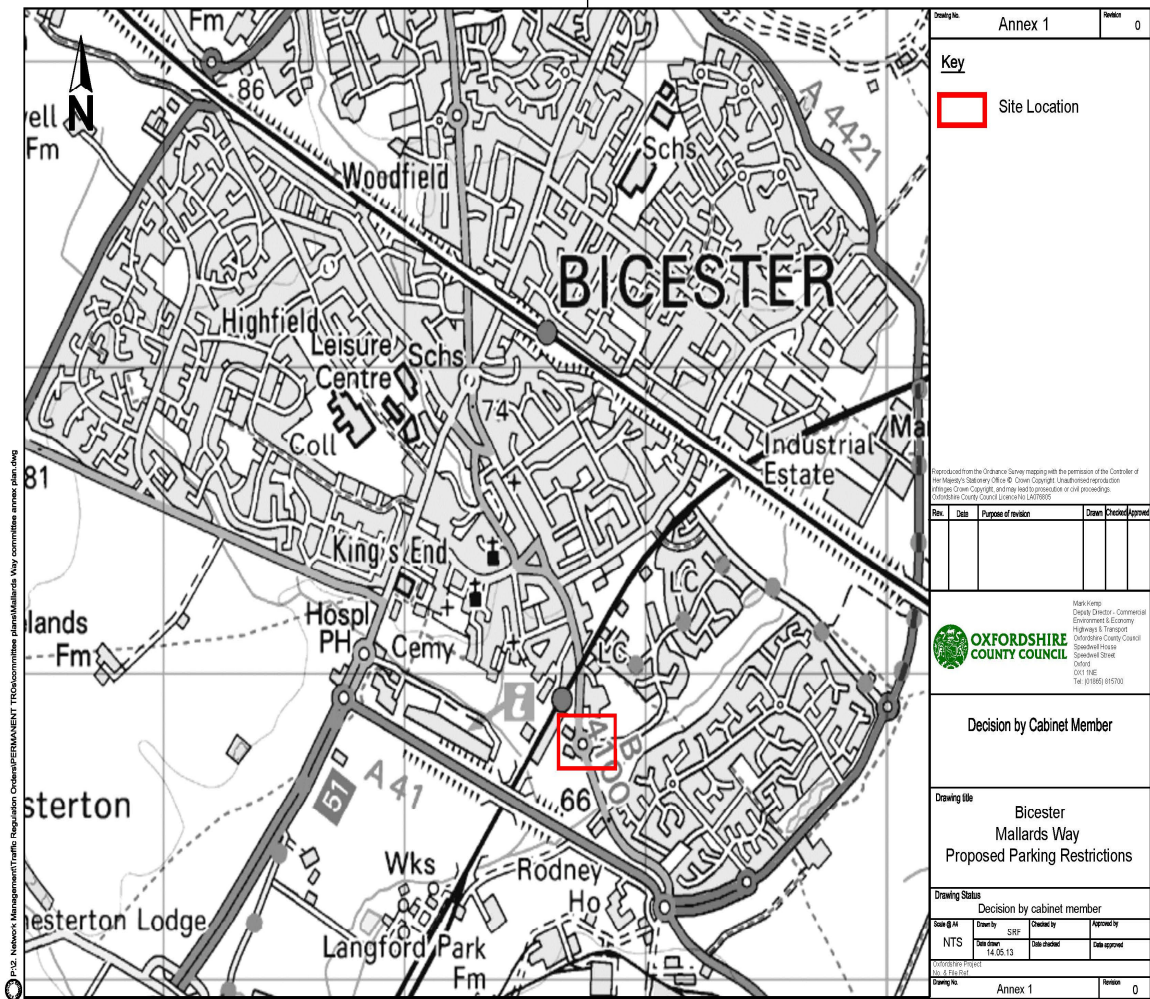 Fm
86
N
well
Fm
Woodfield
Schs
A 4421
BICESTER
Highfield
Leisure
Centre
Schs
74
Coll
Industrial
Estate
81
King's End
LC
Hospl
PH
Cemy
LC
lands
Fm
i
B 4100
A 41
51
66
sterton
Wks
Rodney
Ho
hesterton Lodge
Langford Park
Fm
P:\2. Network Management\Traffic Regulation Orders\PERMANENT TROs\committee plans\Mallards Way committee annex plan.dwg
Drawing No.
Annex 1
Revision
0
Key
Site Location
Reproduced from the Ordnance Survey mapping with the permission of the Controller of
Her Majesty's Stationery Office © Crown Copyright. Unauthorised reproduction
infringes Crown Copyright, and may lead to prosecution or civil proceedings.
Oxfordshire County Council Licence No LA076805
Rev. Date Purpose of revision Drawn Checked Approved
OXFORDSHIRE
COUNTY COUNCIL
Mark Kemp
Deputy Director - Commercial
Environment & Economy
Highways & Transport
Oxfordshire County Council
Speedwell House
Speedwell Street
Oxford
OX1 1NE
Tel: (01865) 815700
Decision by Cabinet Member
Drawing title
Bicester
Mallards Way
Proposed Parking Restrictions
Drawing Status
Decision by cabinet member
Scale @ A4
NTS
Drawn by
SRF
Checked by
Approved by
Date drawn
14.05.13
Date checked
Date approved
Oxfordshire Project
No. & File Ref.
Drawing No.
Annex 1
Revision
0